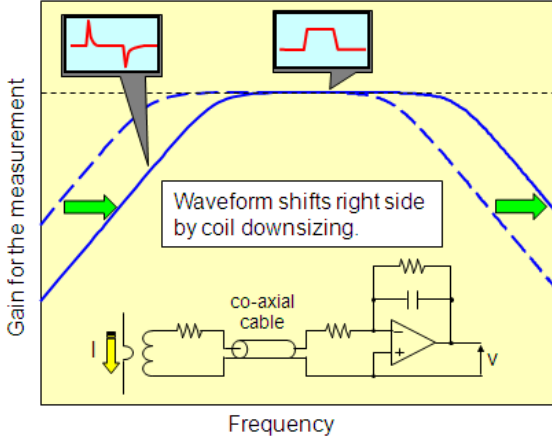 Gain for the measurement
Waveform shifts right side
by coil downsizing.
co-axial
cable
I
−
+
v
Frequency